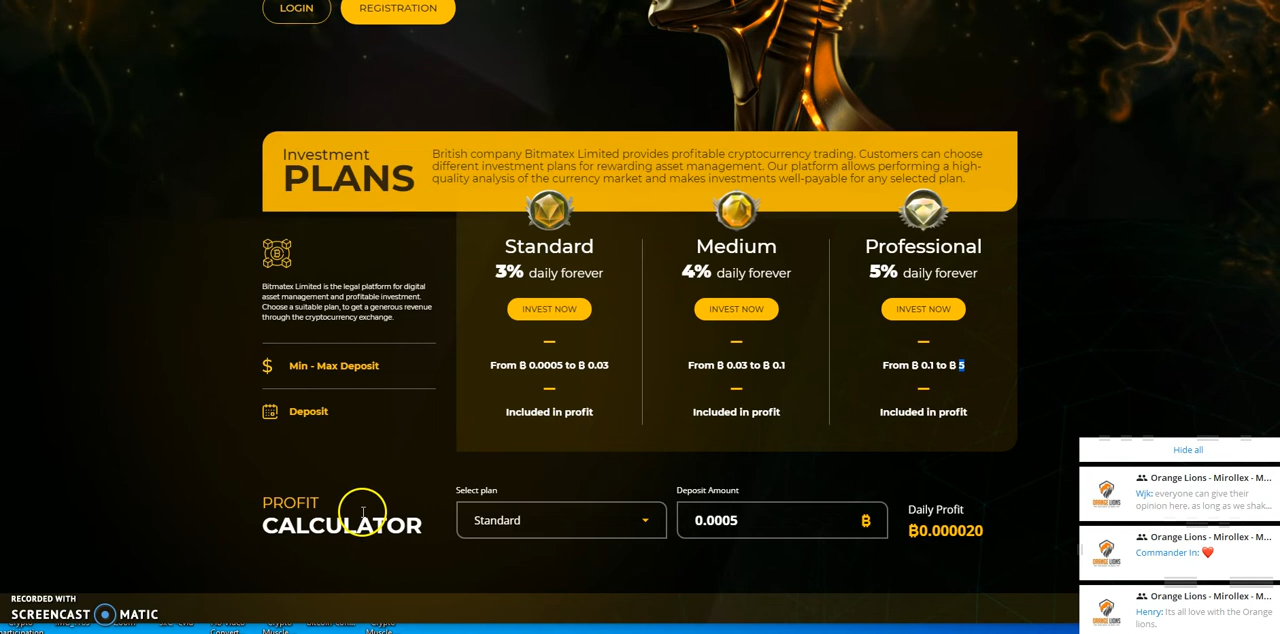 LOGIN
REGISTRATION
Investment
PLANS
British company Bitmatex Limited provides profitable cryptocurrency trading. Customers can choose
different investment plans for rewarding asset management. Our platform allows performing a high-
quality analysis of the currency market and makes investments well-payable for any selected plan.
Bitmatex Limited is the legal platform for digital
asset management and profitable investment.
Choose a suitable plan, to get a generous revenue
through the cryptocurrency exchange.
Min - Max Deposit
Deposit
Standard
3% daily forever
INVEST NOW
From ₿ 0.0005 to ₿ 0.03
Included in profit
Medium
4% daily forever
INVEST NOW
From ₿ 0.03 to ₿ 0.1
Included in profit
Professional
5% daily forever
INVEST NOW
From ₿ 0.1 to ₿ 5
Included in profit
PROFIT
CALCULATOR
Select plan
Standard
Deposit Amount
0.0005 ₿
Daily Profit
₿0.000020
Hide all
Orange Lions - Mirollex - M...
Wjk: everyone can give their
opinion here. as long as we shak...
Orange Lions - Mirollex - M...
Commander In: ❤️
Orange Lions - Mirollex - M...
Henry: Its all love with the Orange
lions.
RECORDED WITH
SCREENCAST MATIC